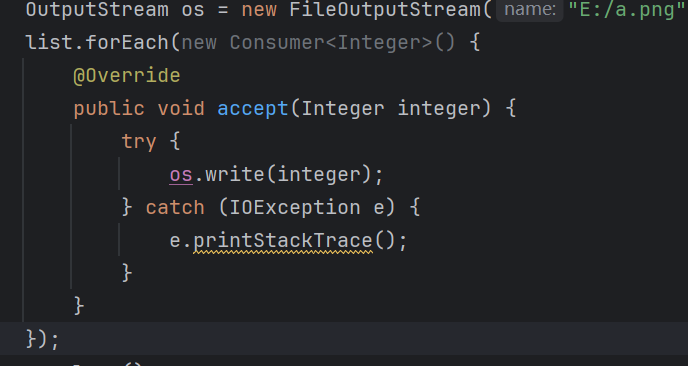 OutputStream os = new FileOutputStream( name: "E:/a.png"
list.forEach(new Consumer<Integer>() {
@Override
public void accept(Integer integer) {
try {
os.write(integer);
} catch (IOException e) {
e.printStackTrace();
}
}
});